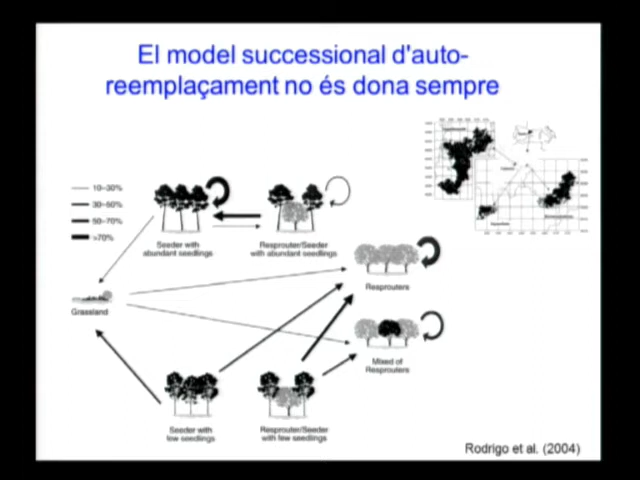 El model successional d'auto-
reemplaçament no és dona sempre
10–30%
30–50%
50–70%
>70%
Seeder with
abundant seedlings
Resprouter/Seeder
with abundant seedlings
Resprouters
Grassland
Mixed of
Resprouters
Seeder with
few seedlings
Resprouter/Seeder
with few seedlings
Rodrigo et al. (2004)